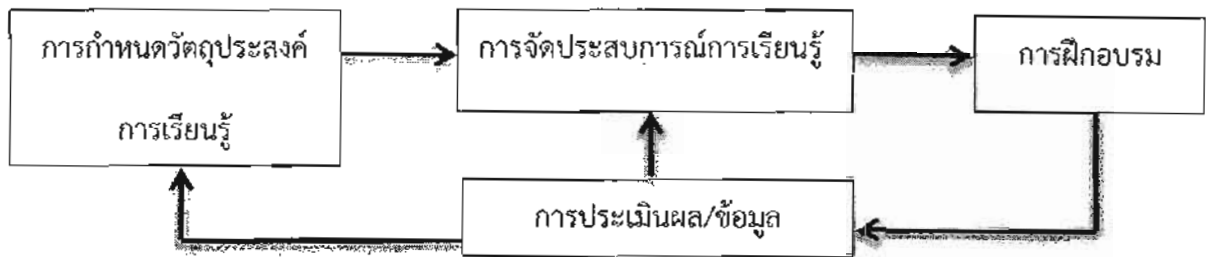 การกำหนดวัตถุประสงค์
การเรียนรู้
การจัดประสบการณ์การเรียนรู้
การฝึกอบรม
การประเมินผล/ข้อมูล